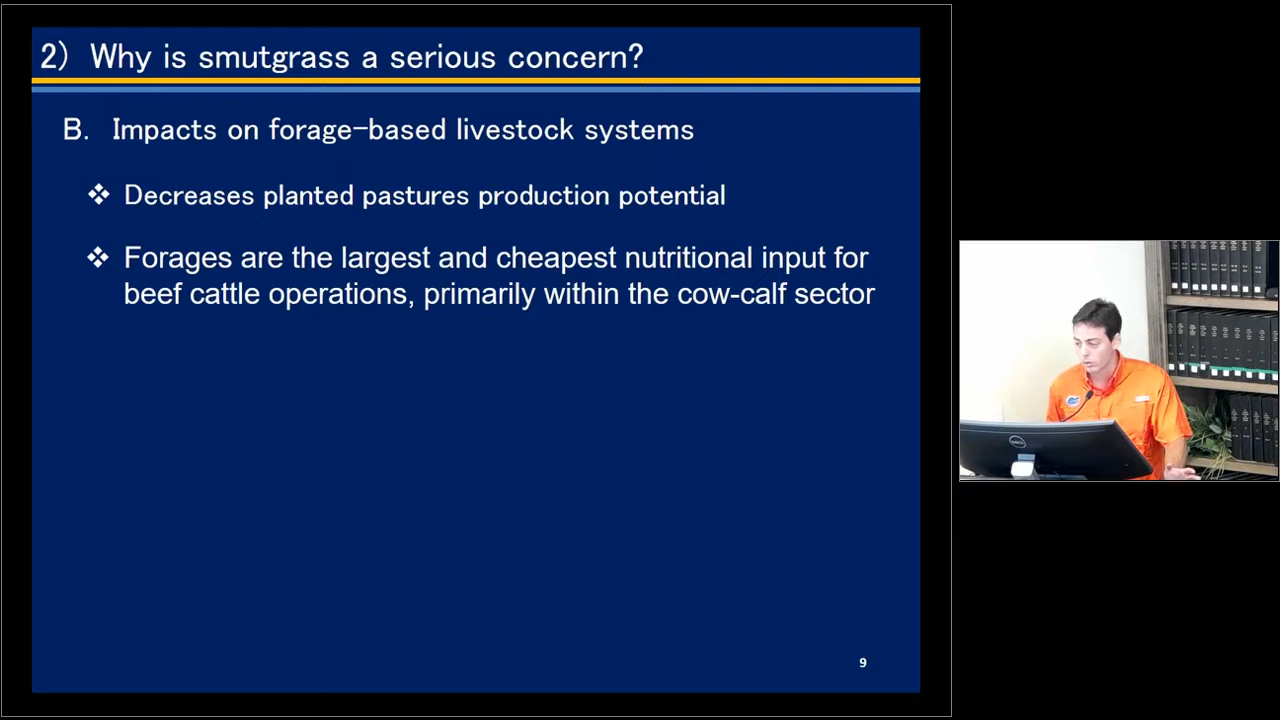 2) Why is smutgrass a serious concern?
B. Impacts on forage-based livestock systems
❖ Decreases planted pastures production potential
❖ Forages are the largest and cheapest nutritional input for
beef cattle operations, primarily within the cow-calf sector
9
DELL